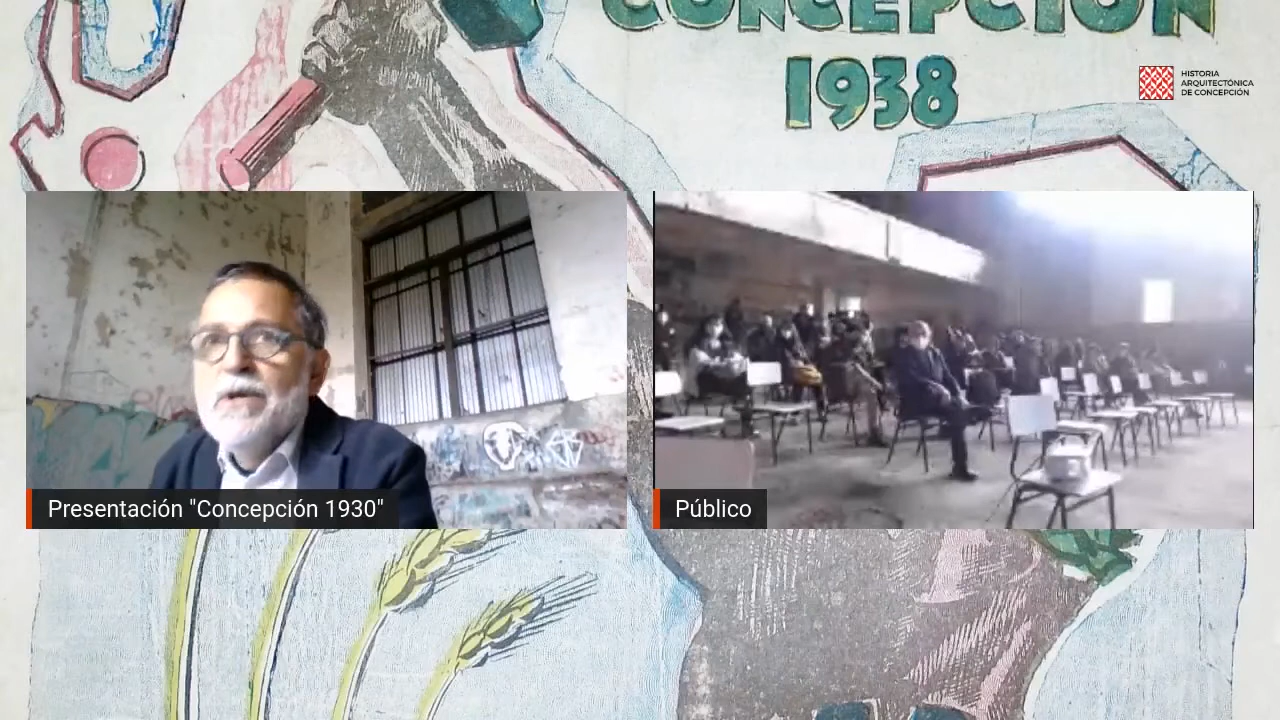 CONCEPCIÓN
1938
HISTORIA
ARQUITECTÓNICA
DE CONCEPCIÓN
Presentación "Concepción 1930"
Público